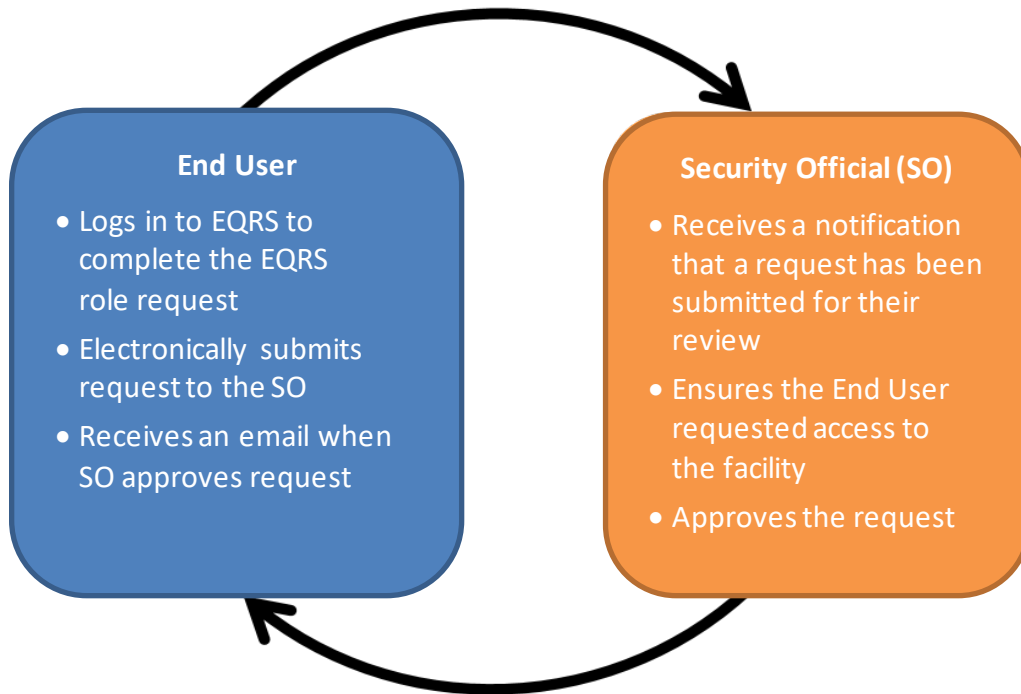 End User
• Logs in to EQRS to
complete the EQRS
role request
• Electronically submits
request to the SO
• Receives an email when
SO approves request
Security Official (SO)
• Receives a notification
that a request has been
submitted for their
review
• Ensures the End User
requested access to
the facility
• Approves the request